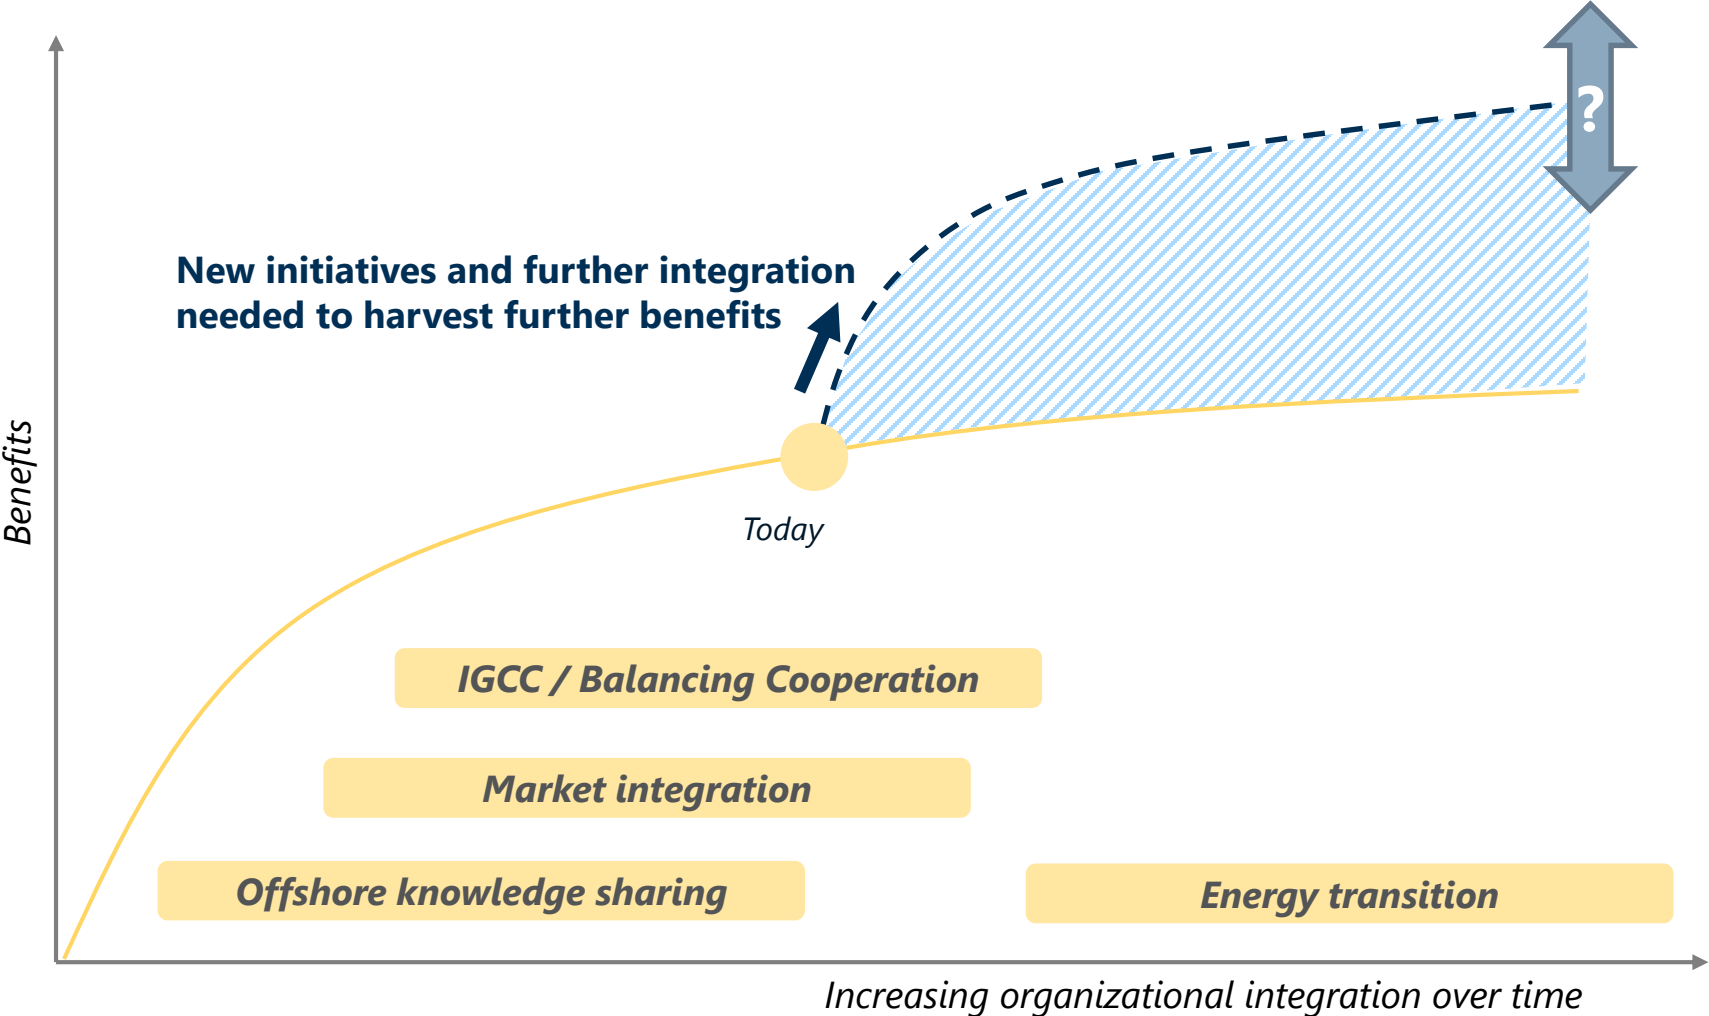 ?
New initiatives and further integration
needed to harvest further benefits
Benefits
Today
IGCC / Balancing Cooperation
Market integration
Offshore knowledge sharing
Energy transition
Increasing organizational integration over time